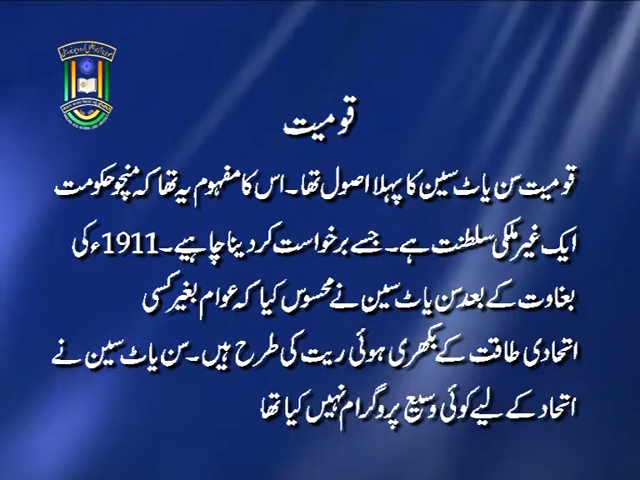 قومیت
قومیت سن یاٹ سین کا پہلا اصول تھا۔ اس کا مفہوم یہ تھا کہ منچو حکومت
ایک غیر ملکی سلطنت ہے۔ جسے برخواست کر دینا چاہیے۔ 1911ء کی
بغاوت کے بعد سن یاٹ سین نے محسوس کیا کہ عوام بغیر کسی
اتحادی طاقت کے بکھری ہوئی ریت کی طرح ہیں۔ سن یاٹ سین نے
اتحاد کے لیے کوئی وسیع پروگرام نہیں کیا تھا